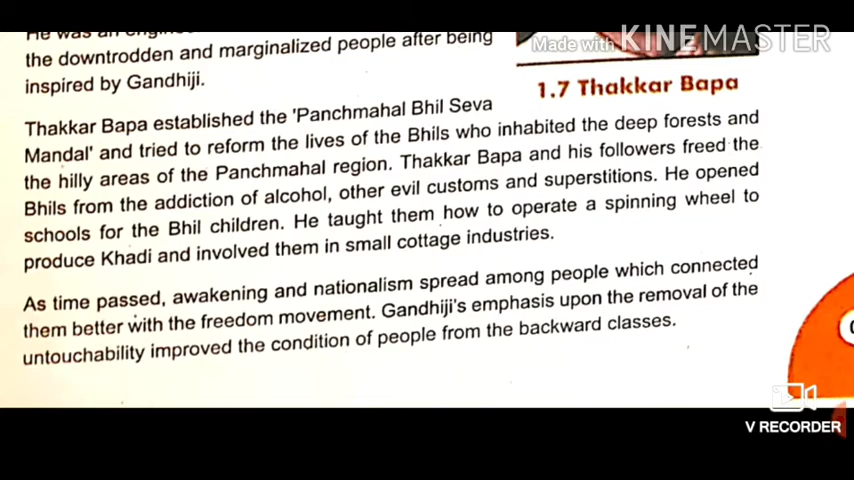 He was an engineer
the downtrodden and marginalized people after being
inspired by Gandhiji.
Made with KINEMASTER
1.7 Thakkar Bapa
Thakkar Bapa established the 'Panchmahal Bhil Seva
Mandal' and tried to reform the lives of the Bhils who inhabited the deep forests and
the hilly areas of the Panchmahal region. Thakkar Bapa and his followers freed the
Bhils from the addiction of alcohol, other evil customs and superstitions. He opened
schools for the Bhil children. He taught them how to operate a spinning wheel to
produce Khadi and involved them in small cottage industries.
As time passed, awakening and nationalism spread among people which connected
them better with the freedom movement. Gandhiji's emphasis upon the removal of the
untouchability improved the condition of people from the backward classes.
V RECORDER